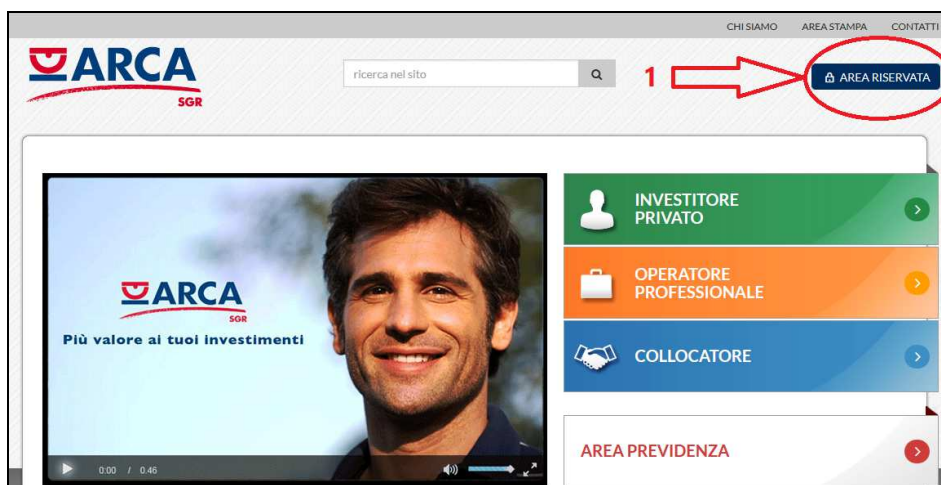 CHI SIAMO AREA STAMPA CONTATTI
ARCA
SGR
ricerca nel sito
1
AREA RISERVATA
ARCA
SGR
Più valore ai tuoi investimenti
0:00 / 0.46
INVESTITORE
PRIVATO
OPERATORE
PROFESSIONALE
COLLOCATORE
AREA PREVIDENZA